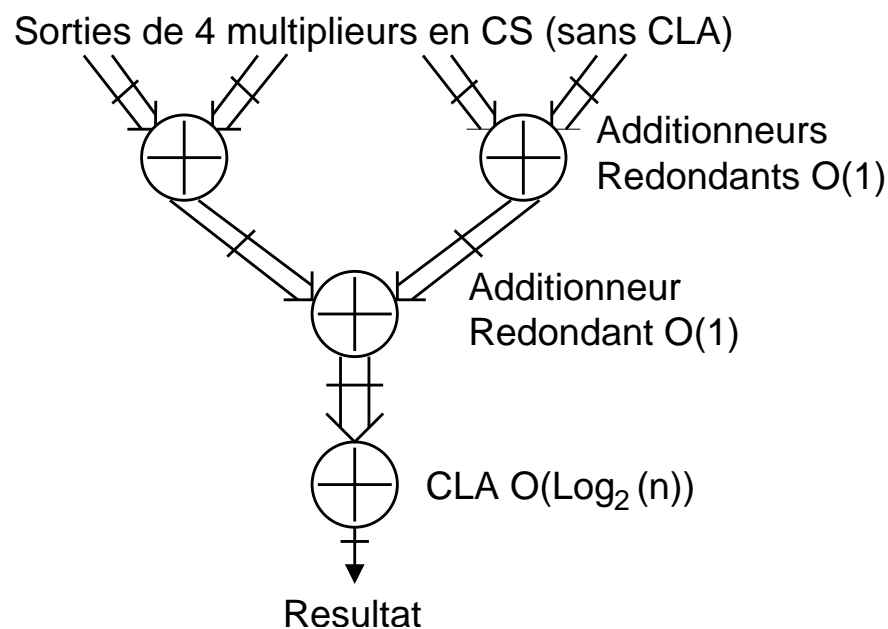 Sorties de 4 multiplieurs en CS (sans CLA)
Additionneurs
Redondants O(1)
Additionneur
Redondant O(1)
CLA O(Log₂ (n))
Resultat